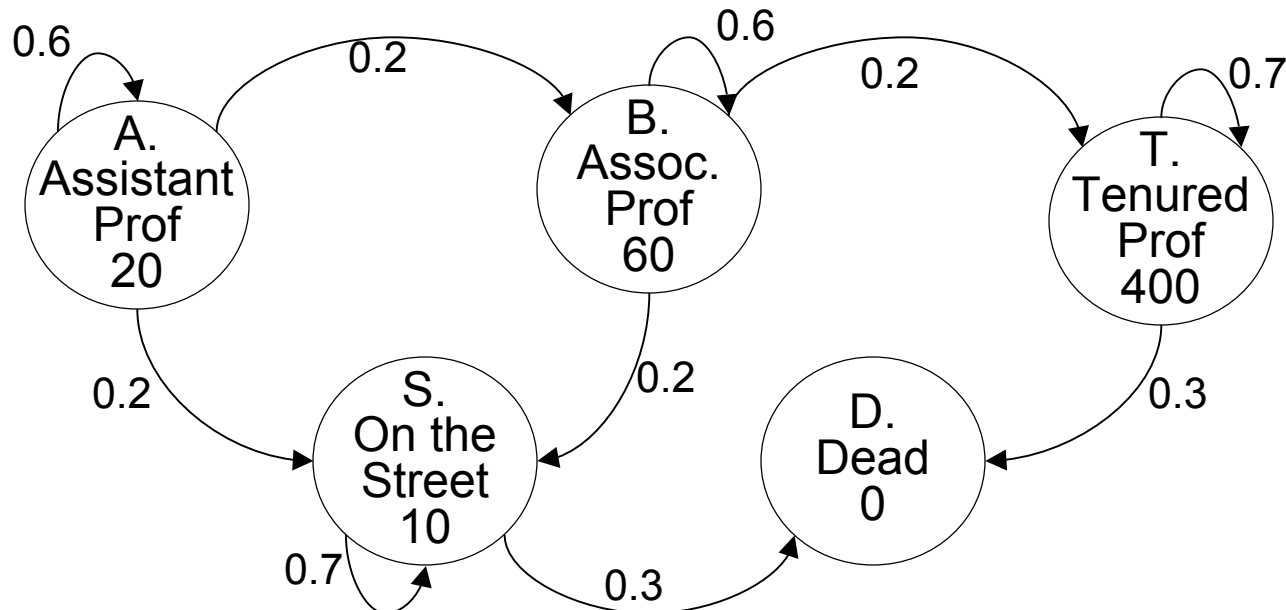 0.6
0.2
0.6
0.2
0.7
A.
Assistant
Prof
20
B.
Assoc.
Prof
60
T.
Tenured
Prof
400
0.2
0.2
0.3
S.
On the
Street
10
D.
Dead
0
0.7
0.3